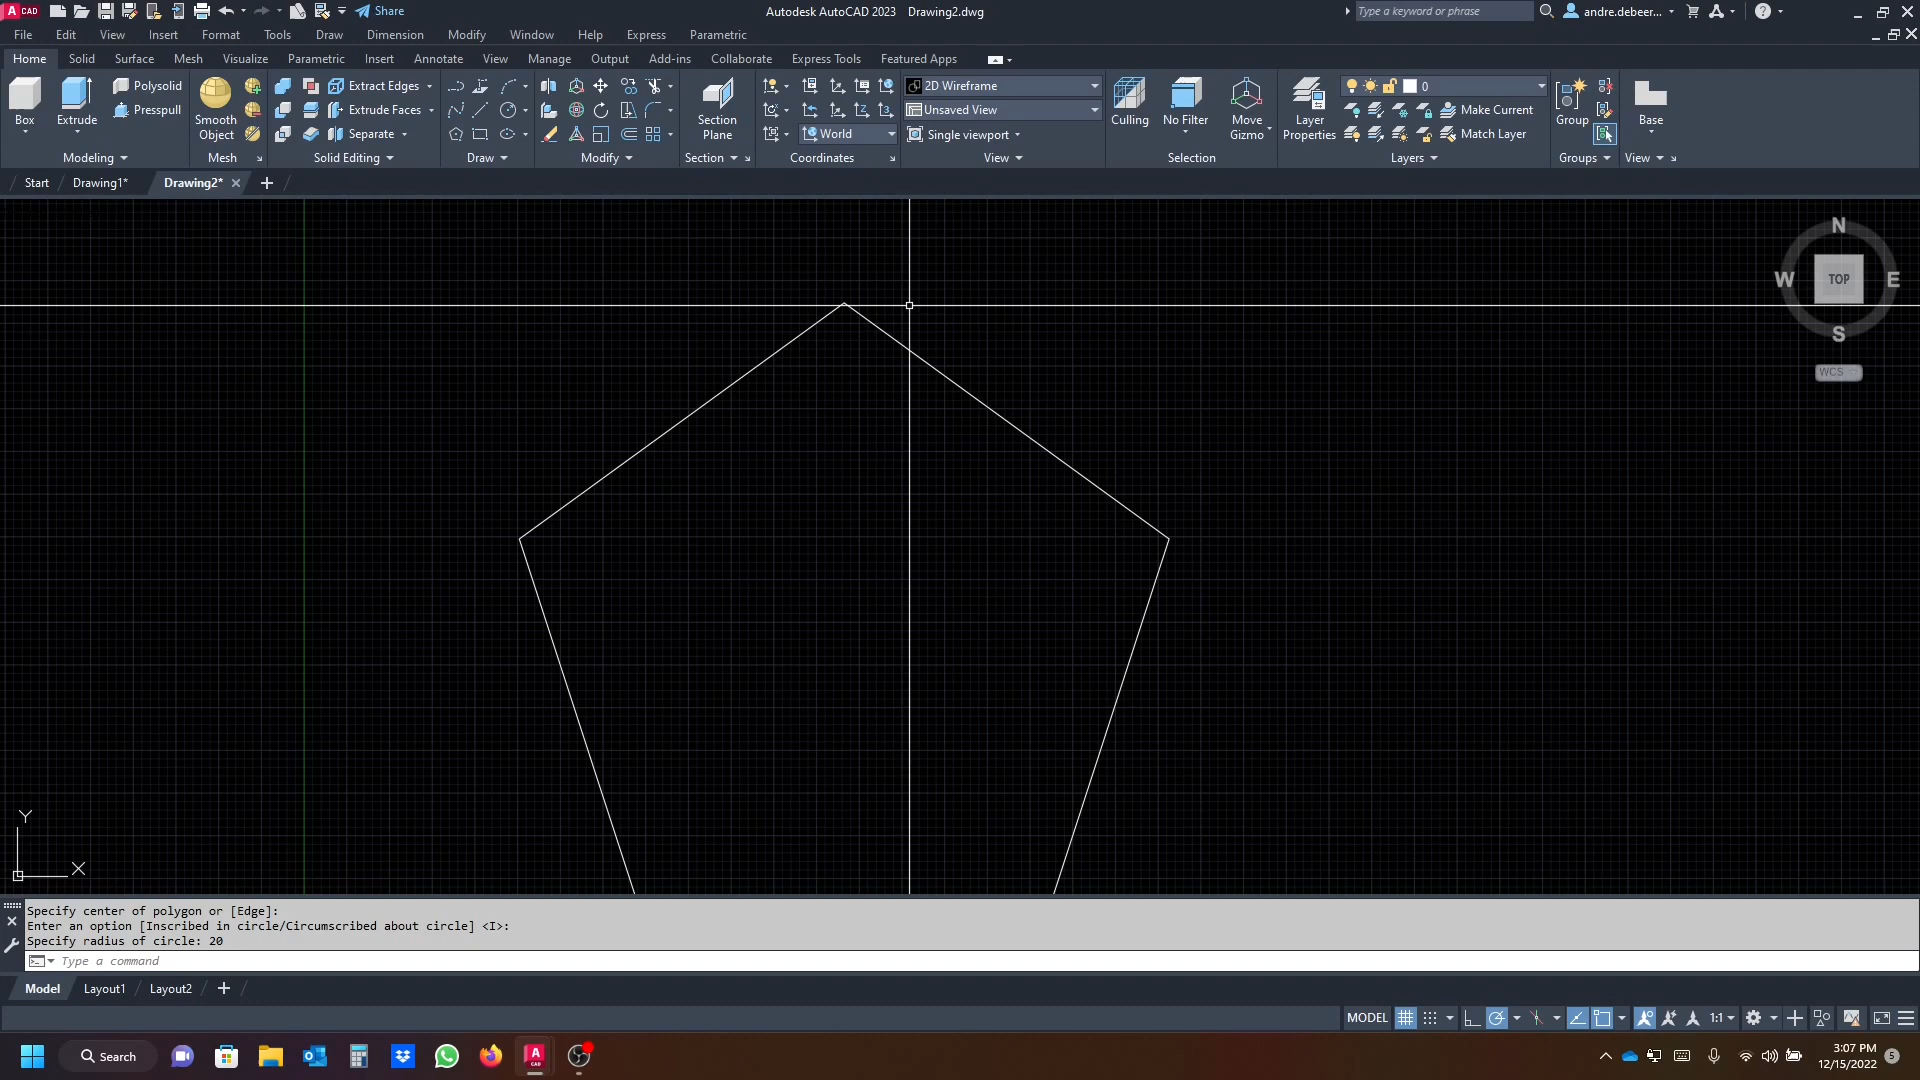 A CAD
Share
Autodesk AutoCAD 2023 Drawing2.dwg
Type a keyword or phrase
andre.debeer...
File Edit View Insert Format Tools Draw Dimension Modify Window Help Express Parametric
Home Solid Surface Mesh Visualize Parametric Insert Annotate View Manage Output Add-ins Collaborate Express Tools Featured Apps
Box
Extrude
Polysolid
Presspull
Modeling
Smooth
Object
Mesh
Extract Edges
Extrude Faces
Separate
Solid Editing
Draw
Modify
Section
Plane
Section
World
Coordinates
2D Wireframe
Unsaved View
Single viewport
View
Culling
No Filter
Move
Gizmo
Selection
Layer
Properties
0
Make Current
Match Layer
Layers
Group
Groups
Base
View
Start Drawing1* Drawing2*
N
W TOP E
S
WCS
Y
X
Specify center of polygon or [Edge]:
Enter an option [Inscribed in circle/Circumscribed about circle] <I>:
Specify radius of circle: 20
Type a command
Model Layout1 Layout2
MODEL
1:1
Search
A CAD
3:07 PM
12/15/2022
5